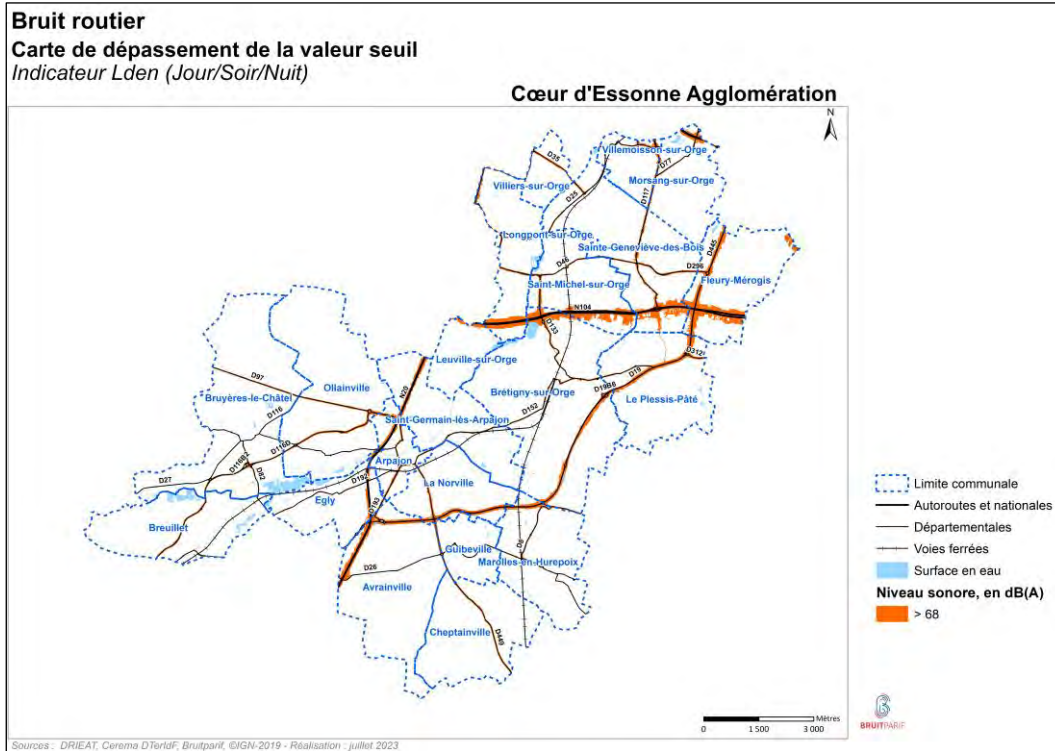 Bruit routier
Carte de dépassement de la valeur seuil
Indicateur Lden (Jour/Soir/Nuit)
Cœur d'Essonne Agglomération
N
Villemoisson-sur-Orge
D35
D77
Villiers-sur-Orge
Morsang-sur-Orge
D25
D117
Longpont-sur-Orge
Sainte-Geneviève-des-Bois
D445
D46
D296
Saint-Michel-sur-Orge
Fleury-Mérogis
N104
D133
D312
Leuville-sur-Orge
D97
Ollainville
N20
Brétigny-sur-Orge
D19
Bruyères-le-Châtel
D19B6
Le Plessis-Pâté
D116
Saint-Germain-lès-Arpajon
D152
D116D
Arpajon
D116B2
D82
D192
La Norville
D27
Egly
Breuillet
D193
Guibeville
Marolles-en-Hurepoix
D26
Avrainville
Cheptainville
D449
Limite communale
Autoroutes et nationales
Départementales
Voies ferrées
Surface en eau
Niveau sonore, en dB(A)
> 68
Mètres
0 1 500 3 000
BRUITPARIF
Sources : DRIEAT, Cerema DTerIdF, Bruitparif, ©IGN-2019 - Réalisation : juillet 2023